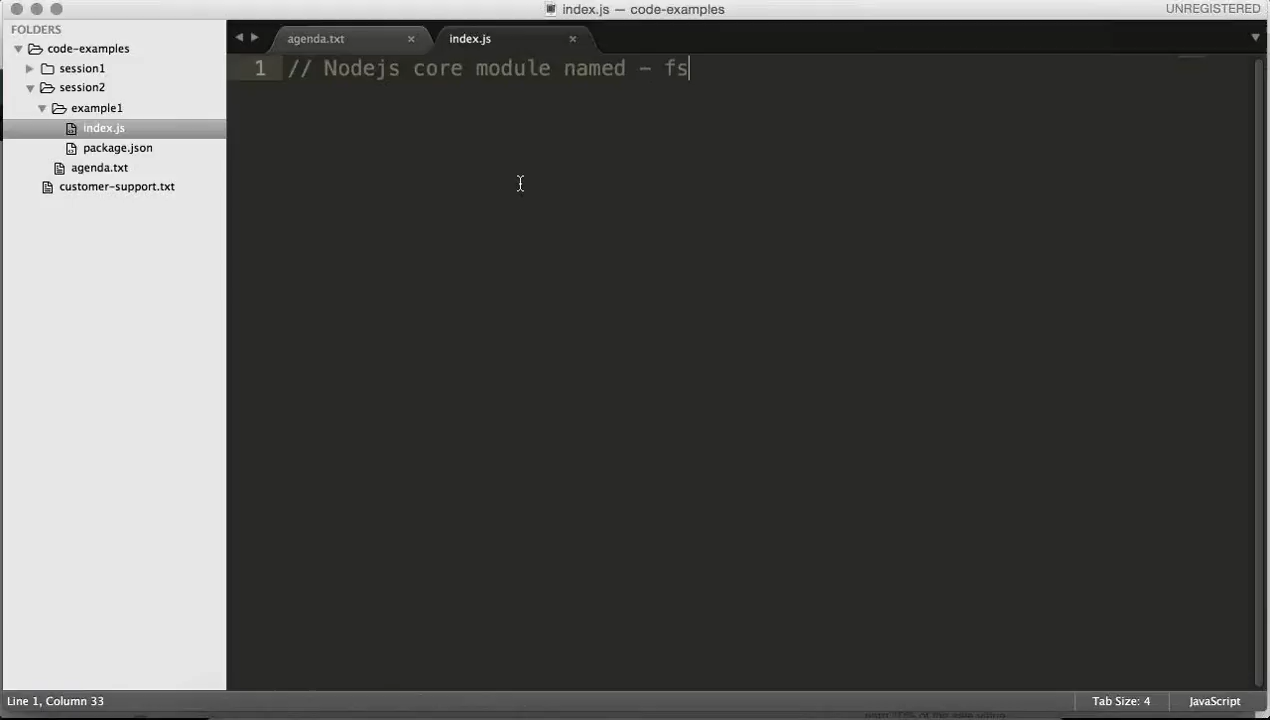 index.js — code-examples
UNREGISTERED
FOLDERS
code-examples
session1
session2
example1
index.js
package.json
agenda.txt
customer-support.txt
agenda.txt
index.js
1 // Nodejs core module named - fs
Line 1, Column 33
Tab Size: 4
JavaScript